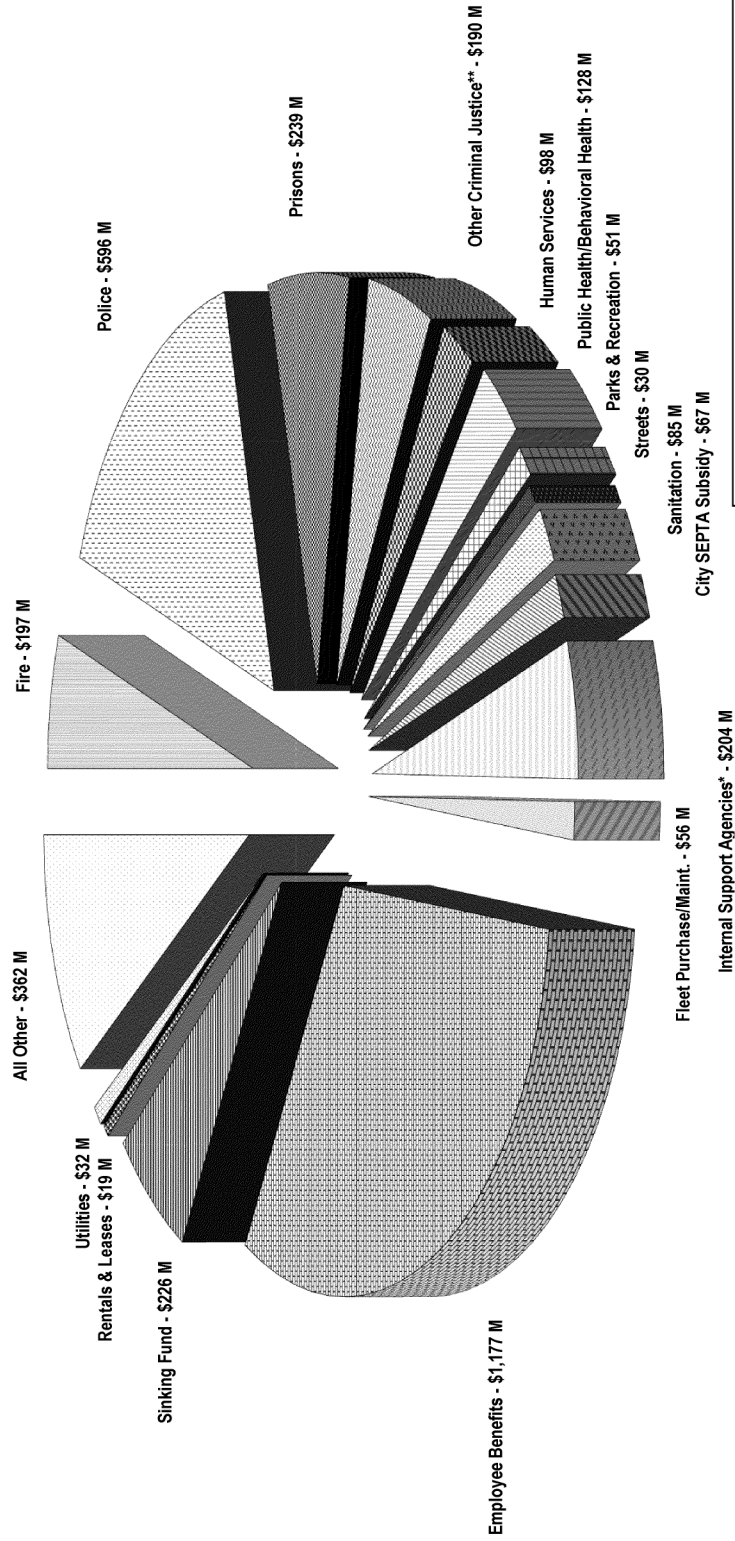 Fire - $197 M
Police - $596 M
Prisons - $239 M
Other Criminal Justice** - $190 M
Human Services - $98 M
Public Health/Behavioral Health - $128 M
Parks & Recreation - $51 M
Streets - $30 M
Sanitation - $85 M
City SEPTA Subsidy - $67 M
Internal Support Agencies* - $204 M
Fleet Purchase/Maint. - $56 M
Employee Benefits - $1,177 M
Sinking Fund - $226 M
Rentals & Leases - $19 M
Utilities - $32 M
All Other - $362 M